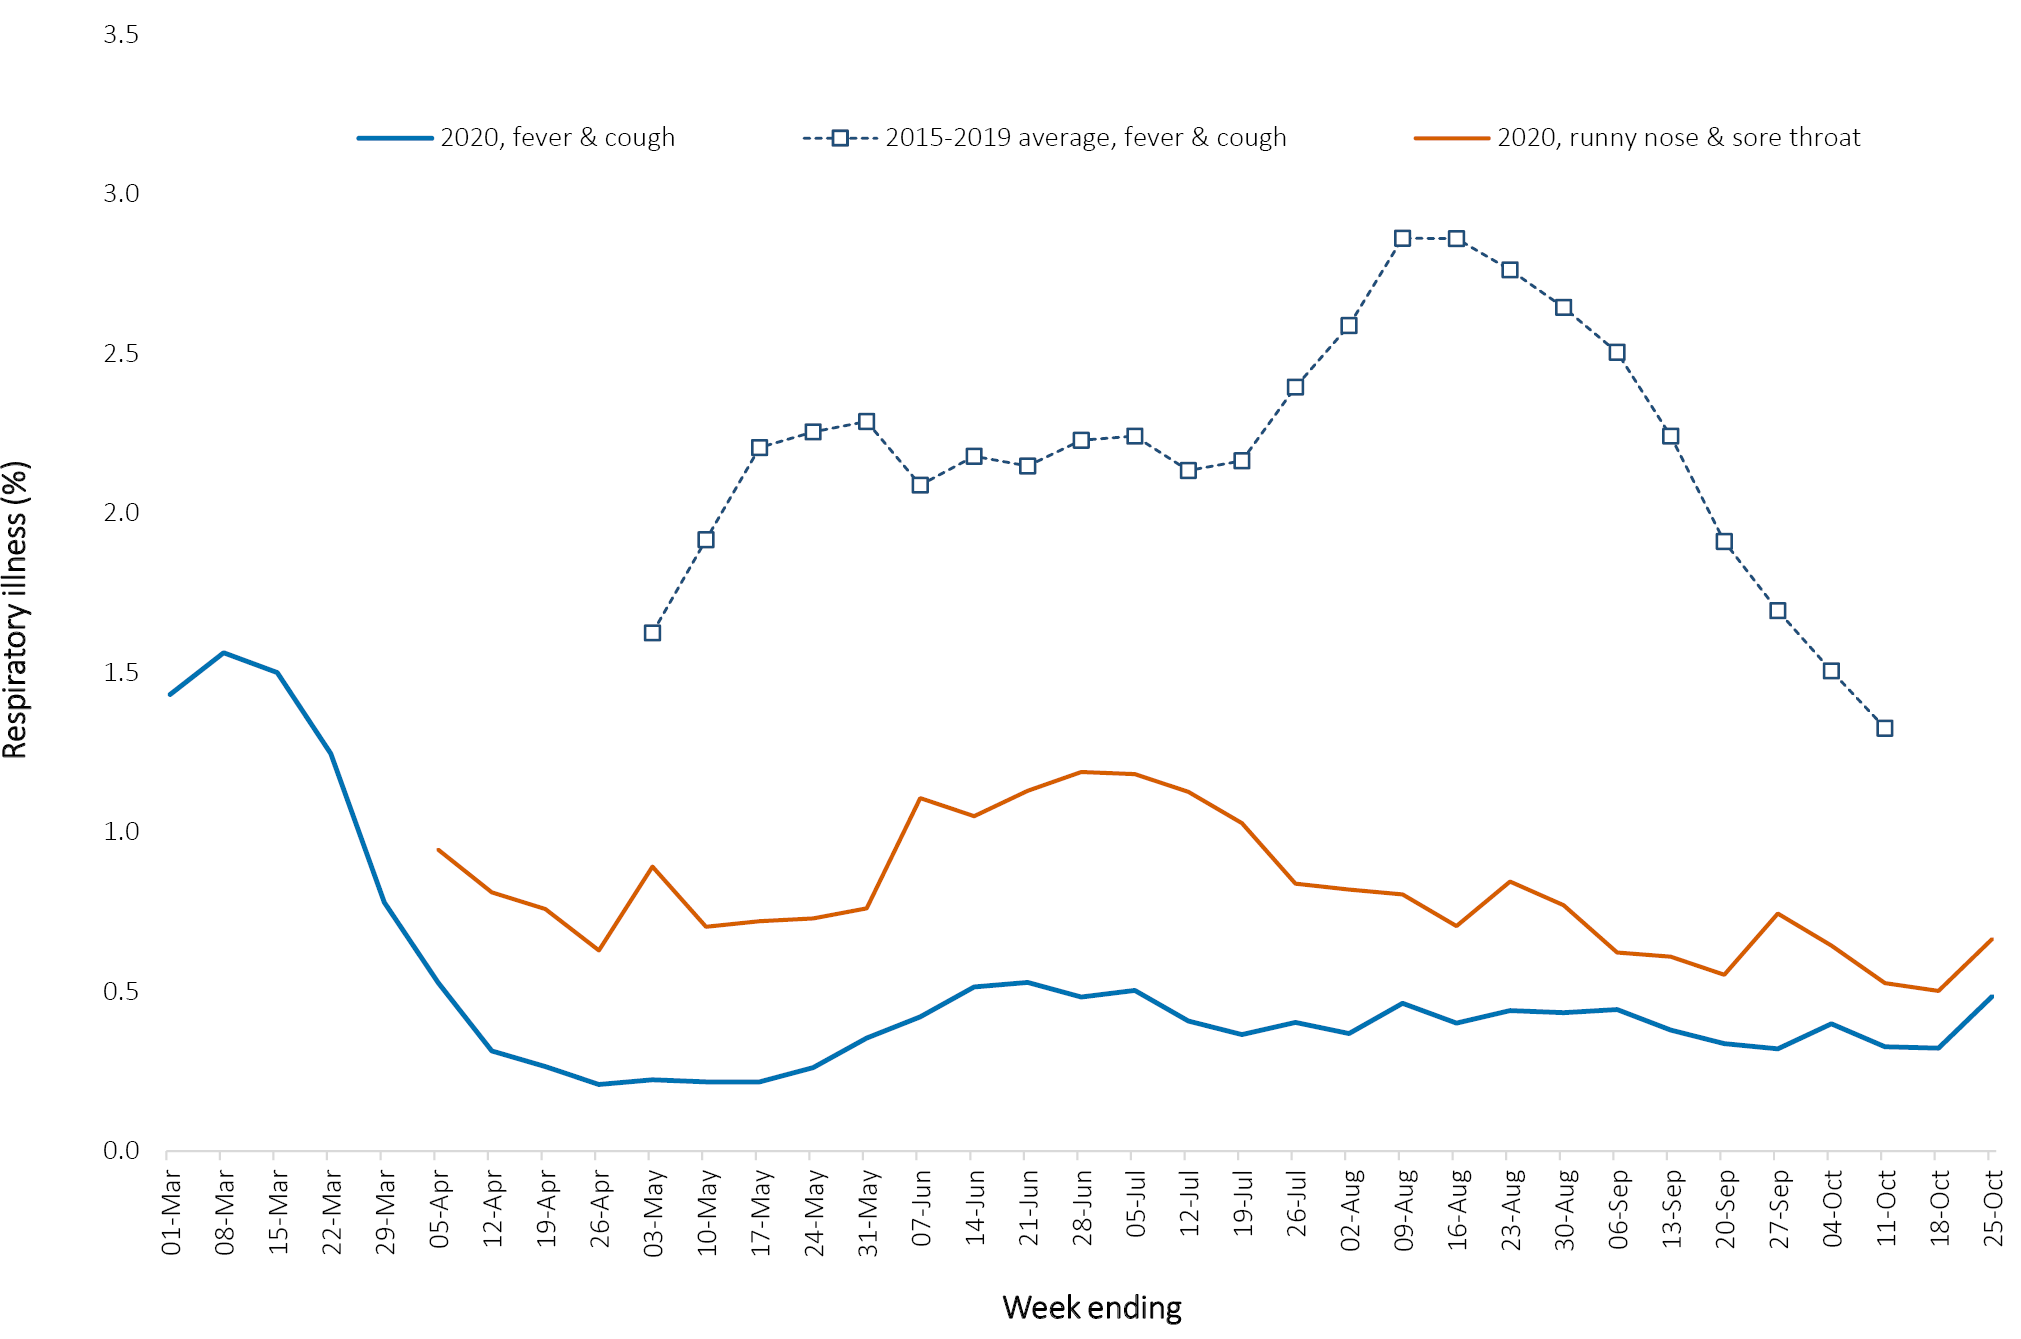 3.5
2020, fever & cough 2015-2019 average, fever & cough 2020, runny nose & sore throat
3.0
2.5
2.0
1.5
1.0
0.5
0.0
Respiratory illness (%)
01-Mar 08-Mar 15-Mar 22-Mar 29-Mar 05-Apr 12-Apr 19-Apr 26-Apr 03-May 10-May 17-May 24-May 31-May 07-Jun 14-Jun 21-Jun 28-Jun 05-Jul 12-Jul 19-Jul 26-Jul 02-Aug 09-Aug 16-Aug 23-Aug 30-Aug 06-Sep 13-Sep 20-Sep 27-Sep 04-Oct 11-Oct 18-Oct 25-Oct
Week ending